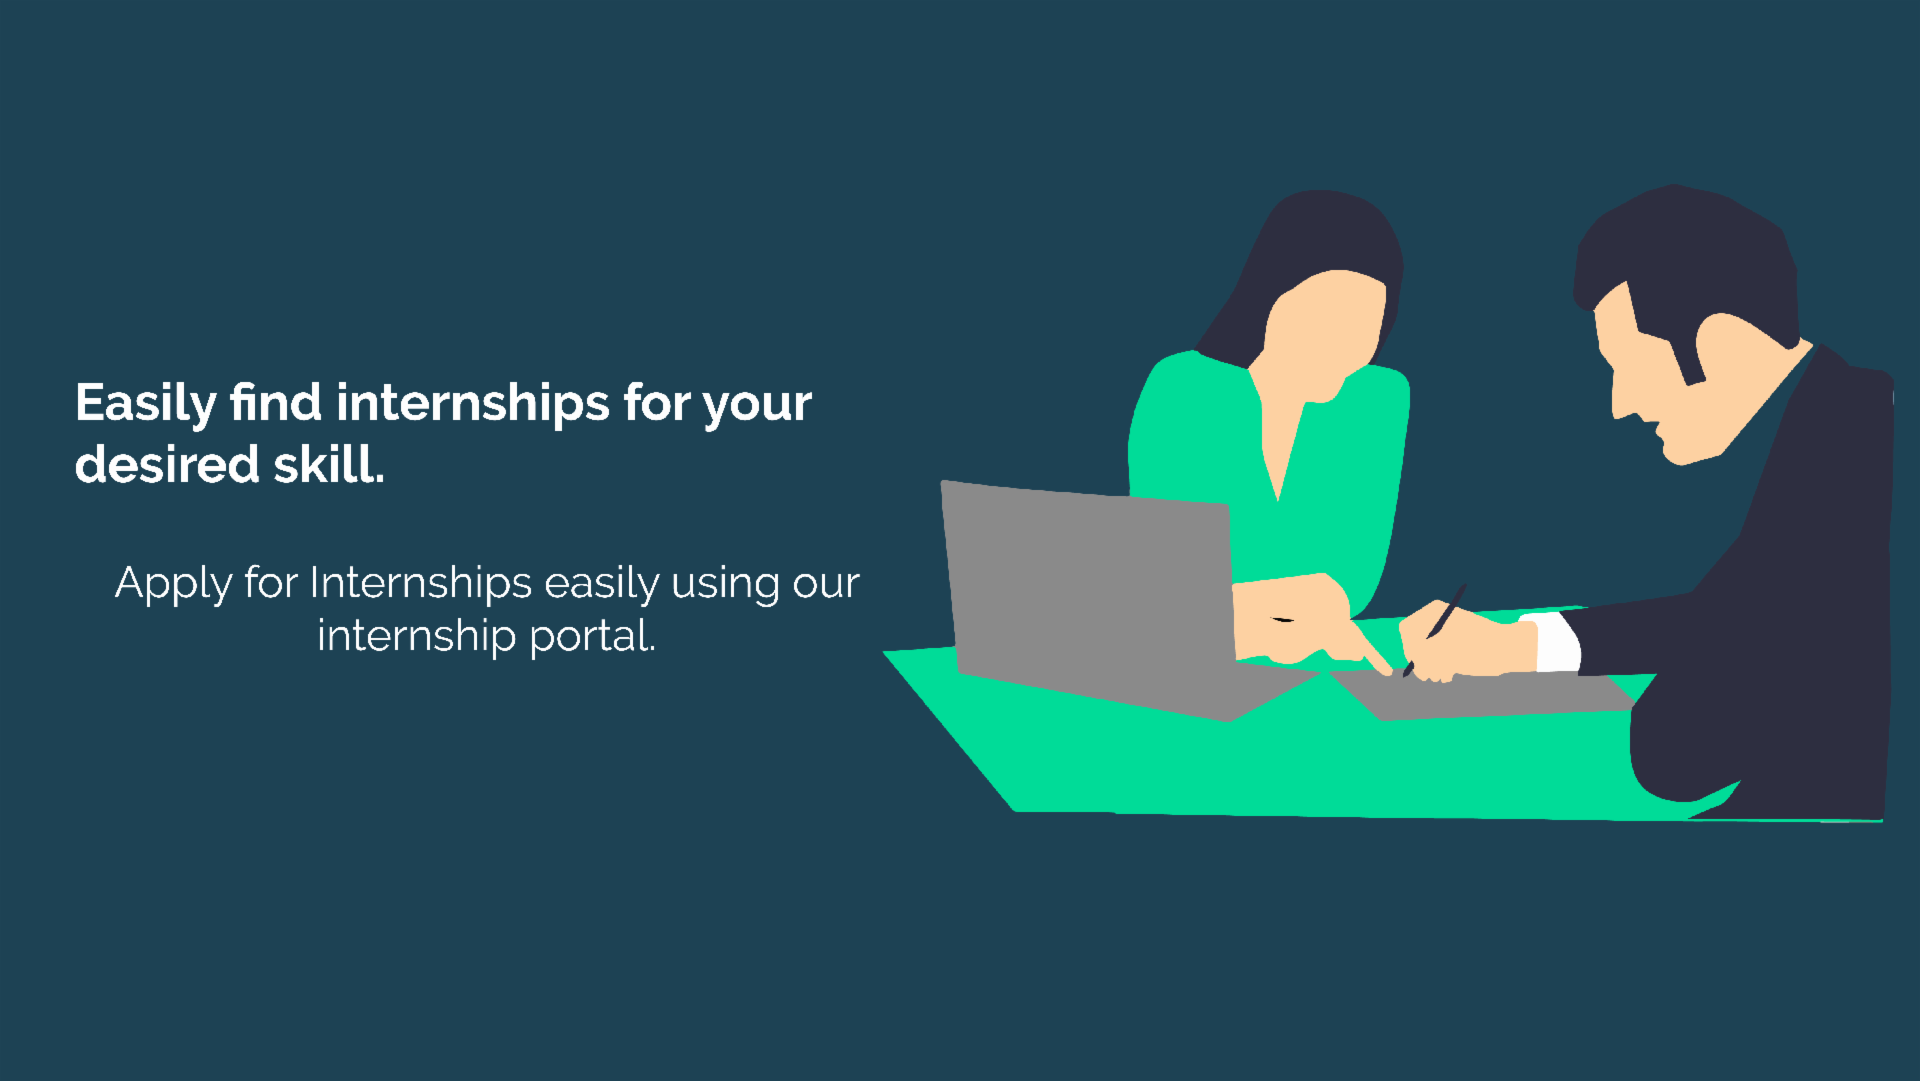 Easily find internships for your
desired skill.
Apply for Internships easily using our
internship portal.